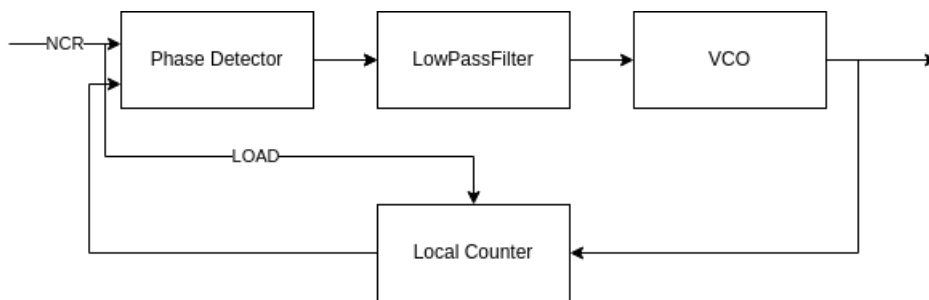 NCR
Phase Detector
LowPassFilter
VCO
LOAD
Local Counter